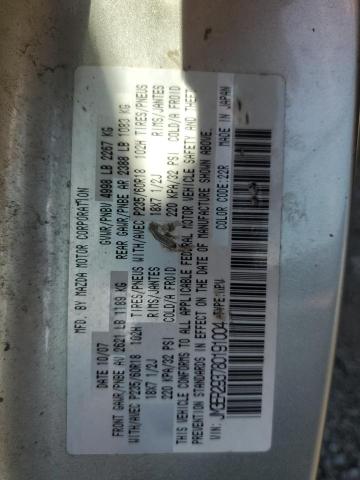 MFD. BY MAZDA MOTOR CORPORATION
DATE 10/07 GVWR/PNBV 4998 LB 2267 KG
FRONT GAWR/PNBE AV 2621 LB 1189 KG REAR GAWR/PNBE AR 2388 LB 1083 KG
WITH/AVEC P235/60R18 102H TIRES/PNEUS WITH/AVEC P235/60R18 102H TIRES/PNEUS
18X7 1/2J RIMS/JANTES 18X7 1/2J RIMS/JANTES
220 KPA/32 PSI COLD/A FROID 220 KPA/32 PSI COLD/A FROID
THIS VEHICLE CONFORMS TO ALL APPLICABLE FEDERAL MOTOR VEHICLE SAFETY AND THEFT
PREVENTION STANDARDS IN EFFECT ON THE DATE OF MANUFACTURE SHOWN ABOVE.
TYPE:MPV COLOR CODE:22R MADE IN JAPAN